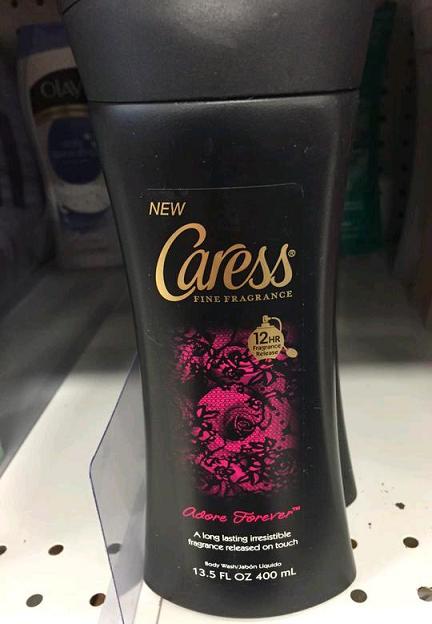 OLAY
NEW
Caress®
FINE FRAGRANCE
12HR
Fragrance
Release
Adore Forever™
A long lasting irresistible
fragrance released on touch
Body Wash/Jabón Líquido
13.5 FL OZ 400 mL